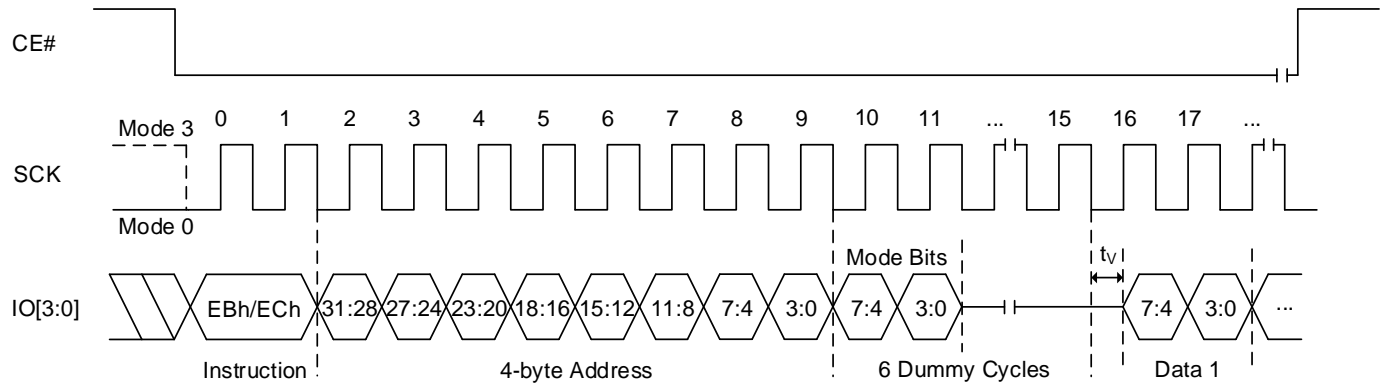 CE#
Mode 3 0 1 2 3 4 5 6 7 8 9 10 11 ... 15 16 17 ...
SCK
Mode 0
Mode Bits tV
IO[3:0] EBh/ECh 31:28 27:24 23:20 18:16 15:12 11:8 7:4 3:0 7:4 3:0 7:4 3:0 ...
Instruction 4-byte Address 6 Dummy Cycles Data 1